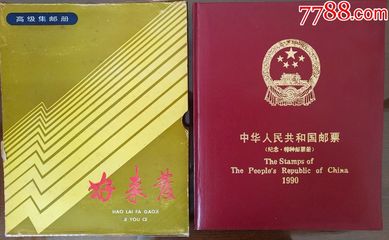 7788.com
高级集邮册
好来发
HAO LAI FA GAOJI
JI YOU CE
中华人民共和国邮票
(纪念·特种邮票册)
The Stamps of
The People's Republic of China
1990